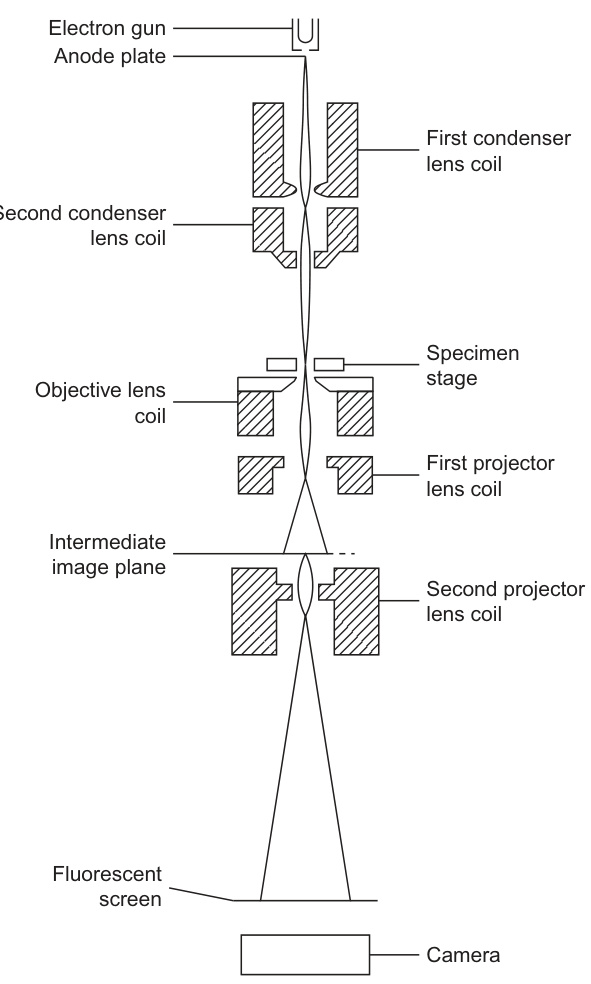 Electron gun
Anode plate
First condenser
lens coil
Second condenser
lens coil
Specimen
stage
Objective lens
coil
First projector
lens coil
Intermediate
image plane
Second projector
lens coil
Fluorescent
screen
Camera